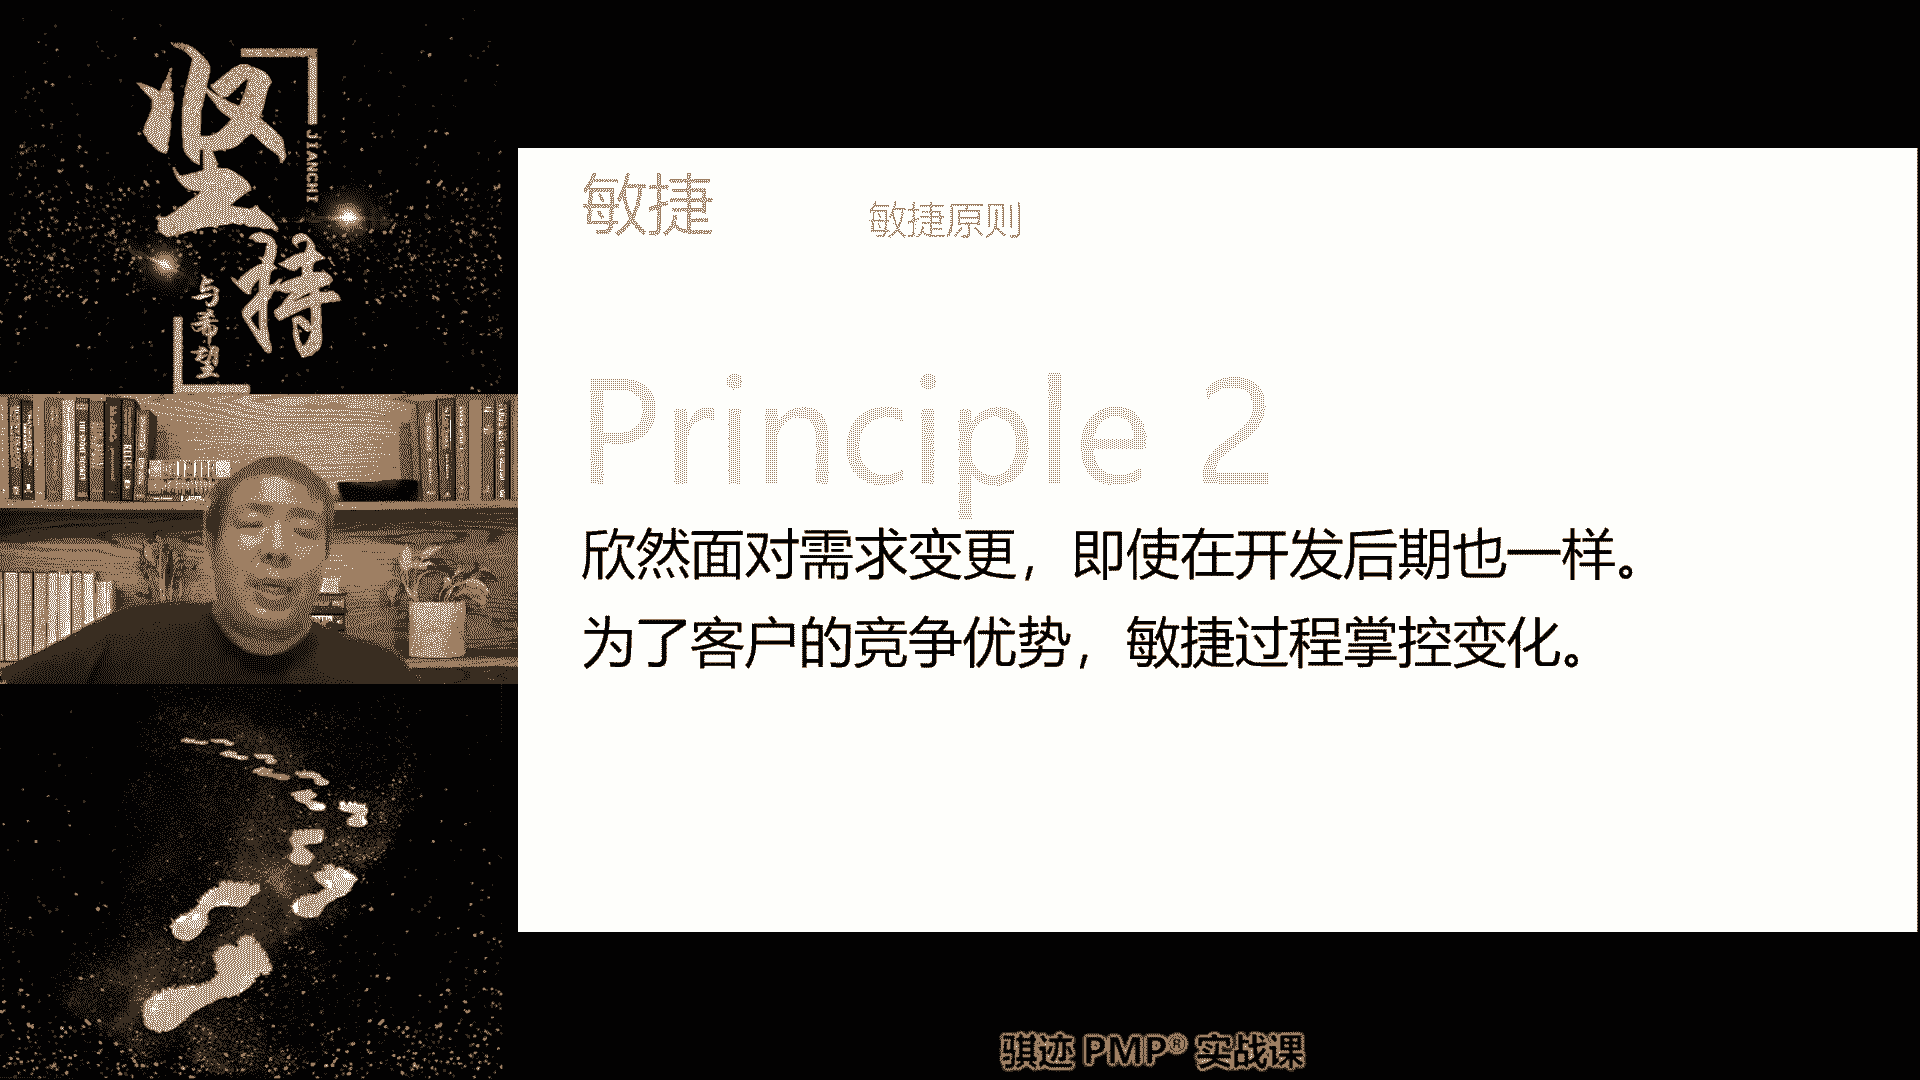 坚持
JIANCHI
与希望
敏捷
敏捷原则
Principle 2
欣然面对需求变更，即使在开发后期也一样。
为了客户的竞争优势，敏捷过程掌控变化。
骐迹 PMP® 实战课